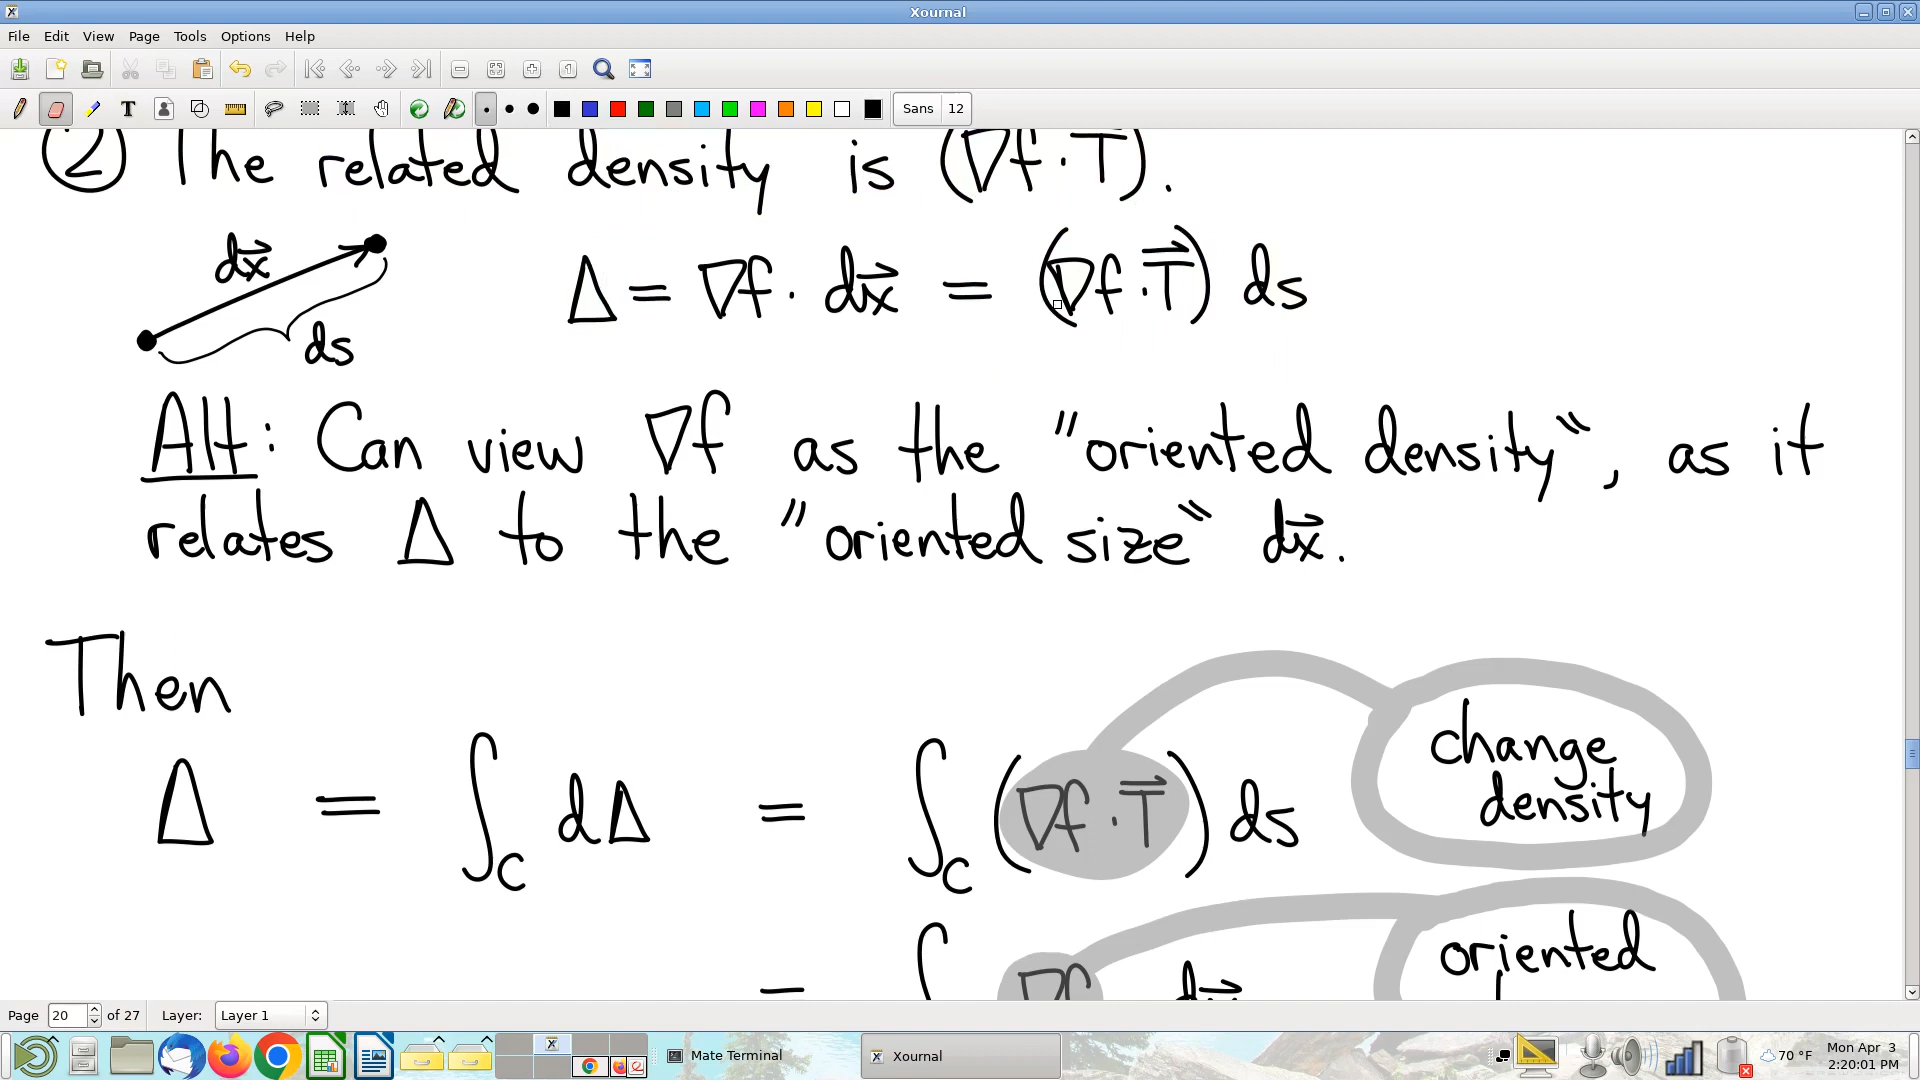 Xournal
File Edit View Page Tools Options Help
Sans 12
② The related density is (∇f · T⃗).
dx⃗
ds
Δ = ∇f · dx⃗ = (∇f · T⃗) ds
Alt: Can view ∇f as the "oriented density", as it
relates Δ to the "oriented size" dx⃗.
Then
Δ = ∫_C dΔ = ∫_C (∇f · T⃗) ds
change
density
= ∫ ∇f dx⃗
oriented
Page 20 of 27 Layer: Layer 1
Mate Terminal
Xournal
70 °F
Mon Apr 3
2:20:01 PM